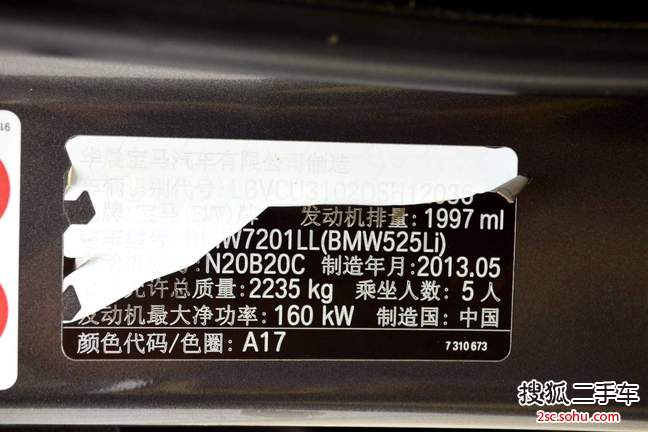 华晨宝马汽车有限公司制造
发动机排量: 1997 ml
W7201LL(BMW525Li)
N20B20C 制造年月: 2013.05
允许总质量: 2235 kg 乘坐人数: 5 人
发动机最大净功率: 160 kW 制造国: 中国
颜色代码/色圈: A17
7 310 673
搜狐二手车
2sc.sohu.com